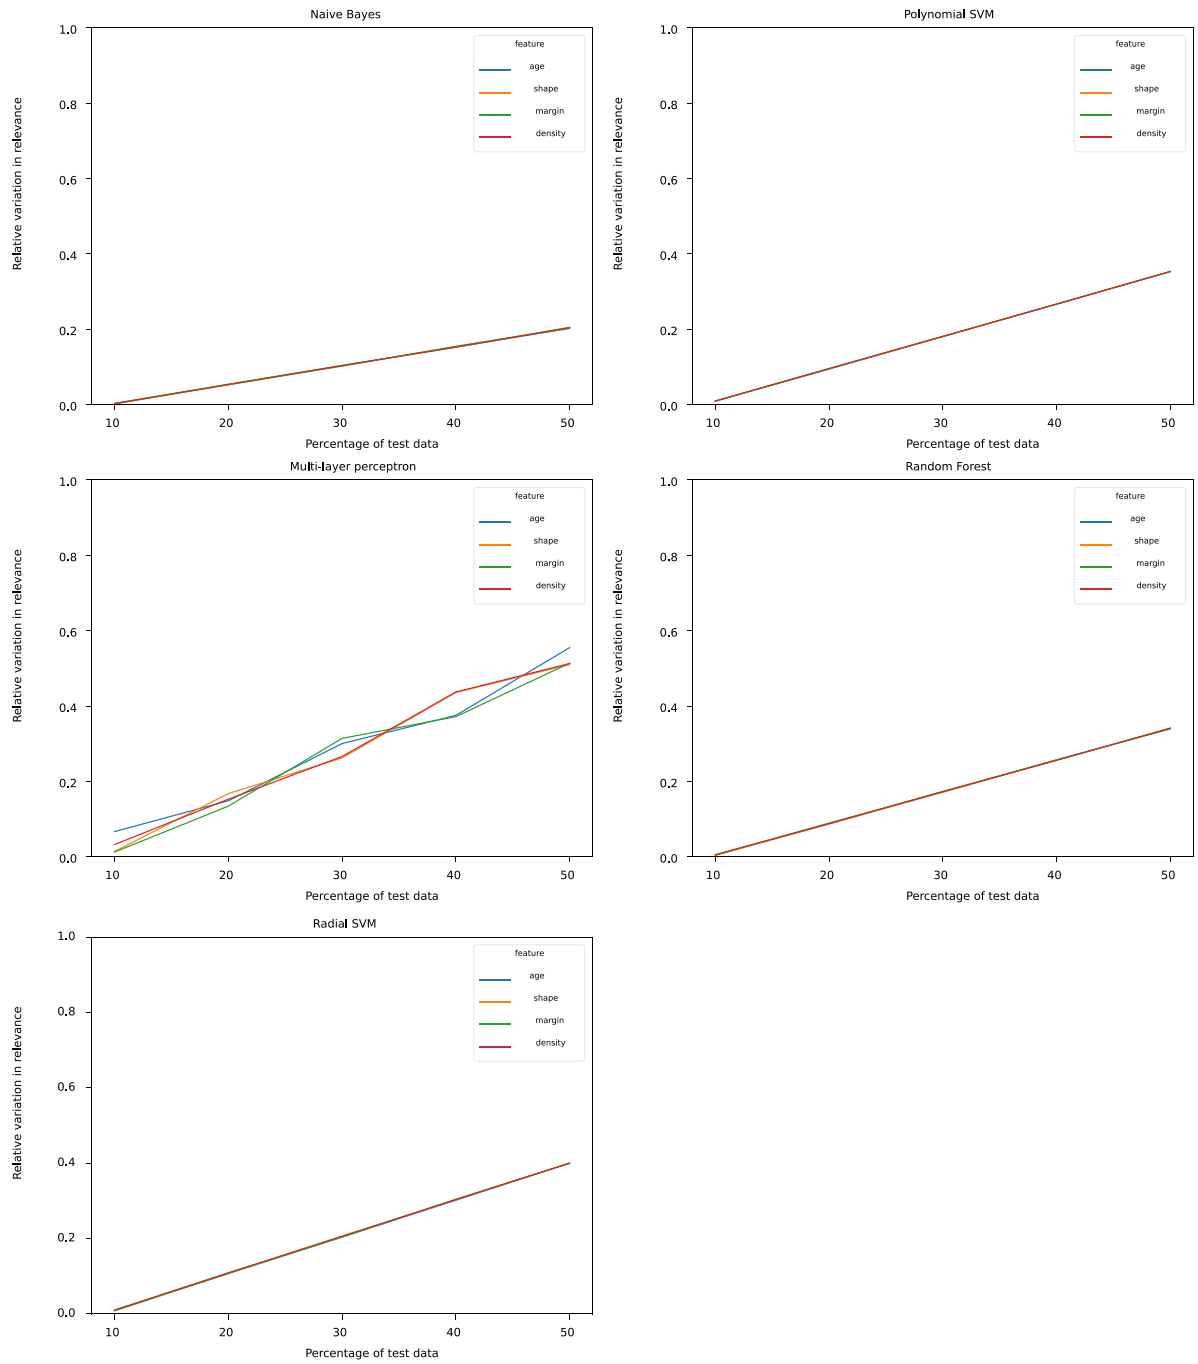 Naive Bayes
Relative variation in relevance
1.0
0.8
0.6
0.4
0.2
0.0
feature
age
shape
margin
density
10 20 30 40 50
Percentage of test data
Polynomial SVM
Relative variation in relevance
1.0
0.8
0.6
0.4
0.2
0.0
feature
age
shape
margin
density
10 20 30 40 50
Percentage of test data
Multi-layer perceptron
Relative variation in relevance
1.0
0.8
0.6
0.4
0.2
0.0
feature
age
shape
margin
density
10 20 30 40 50
Percentage of test data
Random Forest
Relative variation in relevance
1.0
0.8
0.6
0.4
0.2
0.0
feature
age
shape
margin
density
10 20 30 40 50
Percentage of test data
Radial SVM
Relative variation in relevance
1.0
0.8
0.6
0.4
0.2
0.0
feature
age
shape
margin
density
10 20 30 40 50
Percentage of test data